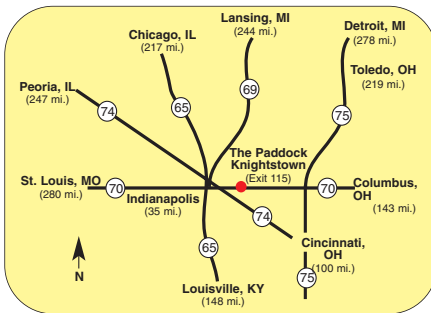 Lansing, MI
(244 mi.)
Detroit, MI
(278 mi.)
Chicago, IL
(217 mi.)
Toledo, OH
(219 mi.)
Peoria, IL
(247 mi.)
74
65
69
75
The Paddock
Knightstown
(Exit 115)
St. Louis, MO
(280 mi.)
70
Indianapolis
(35 mi.)
70
Columbus,
OH
(143 mi.)
74
65
Cincinnati,
OH
(100 mi.)
75
N
Louisville, KY
(148 mi.)